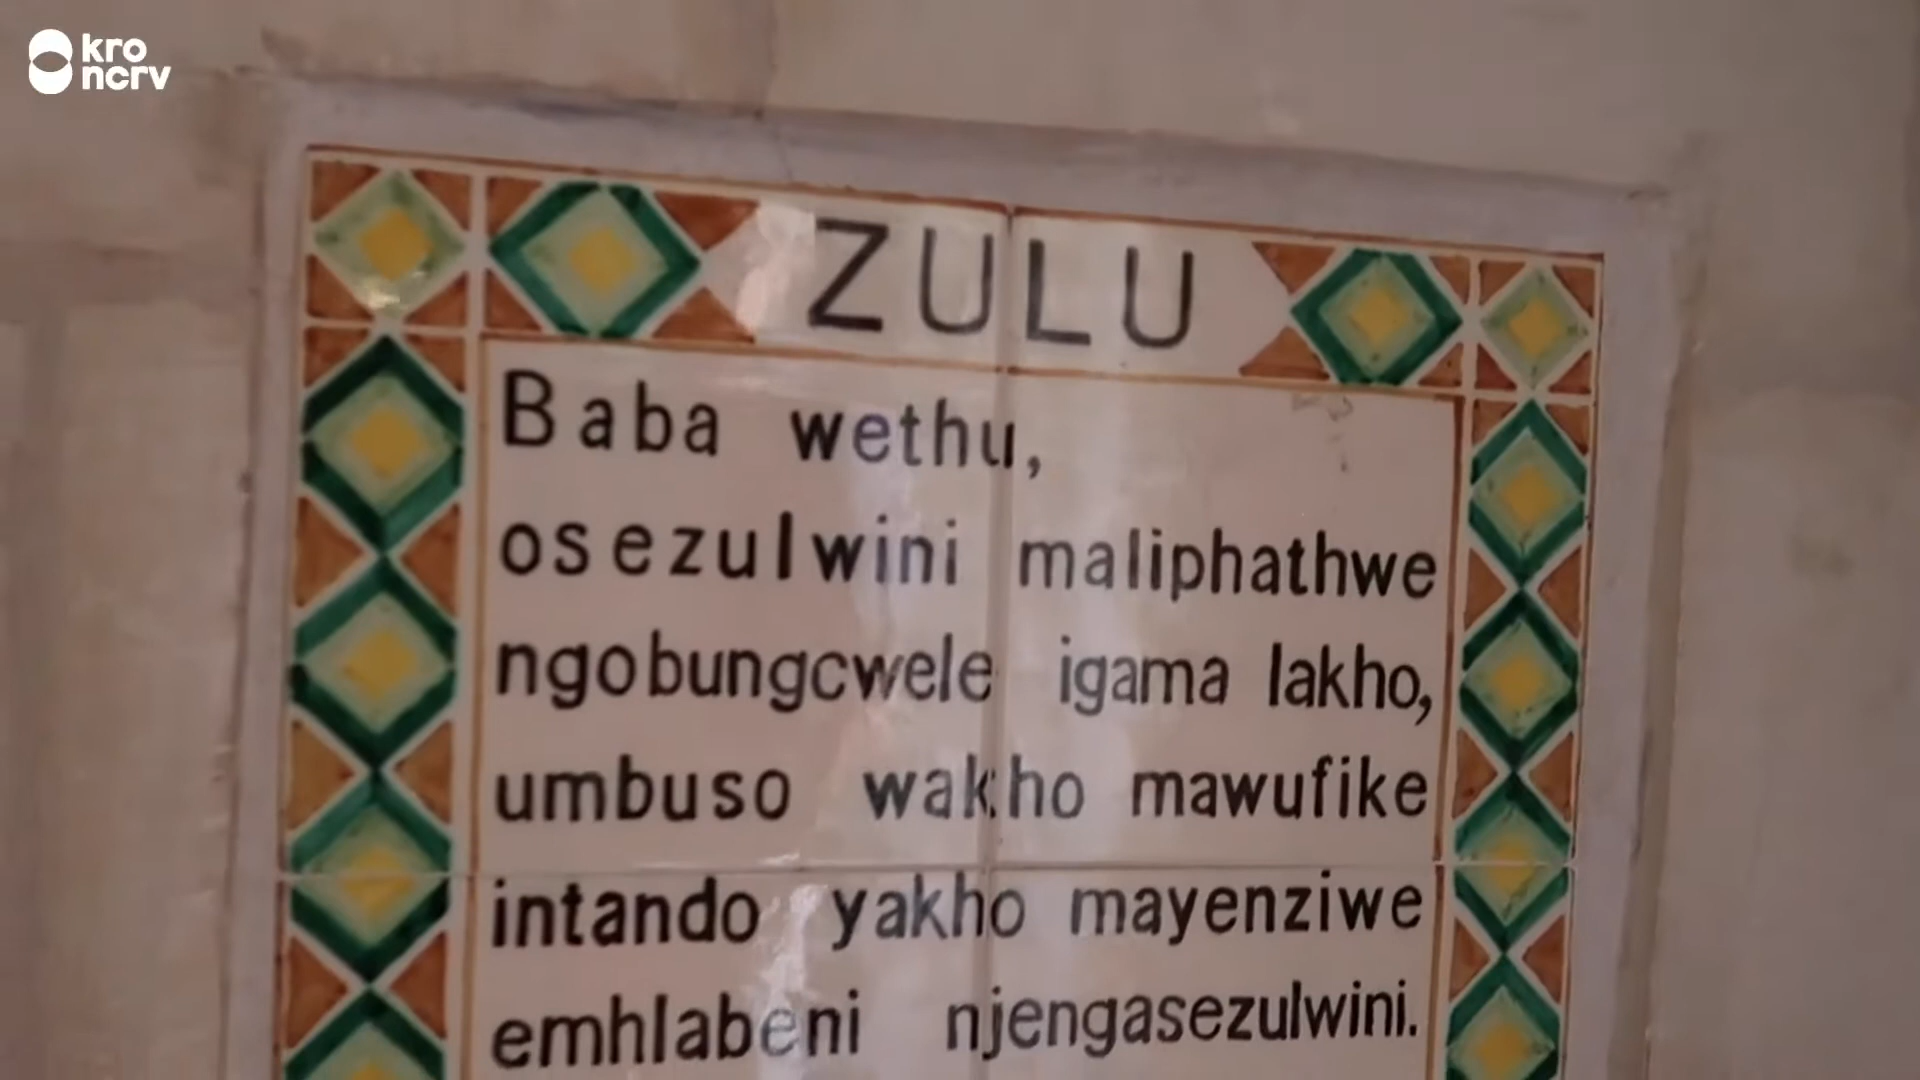 kro
ncrv
ZULU
Baba wethu,
osezulwini maliphathwe
ngobungcwele igama lakho,
umbuso wakho mawufike
intando yakho mayenziwe
emhlabeni njengasezulwini.